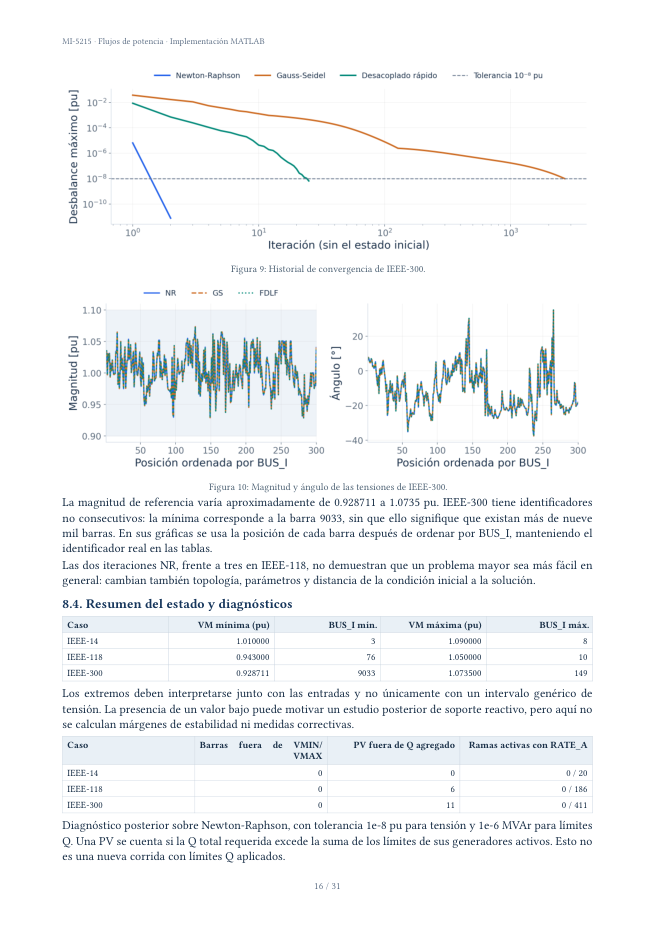 MI-5215 · Flujos de potencia · Implementación MATLAB
Newton-Raphson Gauss-Seidel Desacoplado rápido Tolerancia 10⁻⁸ pu
Desbalance máximo [pu]
10⁻²
10⁻⁴
10⁻⁶
10⁻⁸
10⁻¹⁰
10⁰ 10¹ 10² 10³
Iteración (sin el estado inicial)
Figura 9: Historial de convergencia de IEEE-300.
NR GS FDLF
Magnitud [pu]
1.10
1.05
1.00
0.95
0.90
50 100 150 200 250 300
Posición ordenada por BUS_I
Ángulo [°]
20
0
−20
−40
50 100 150 200 250 300
Posición ordenada por BUS_I
Figura 10: Magnitud y ángulo de las tensiones de IEEE-300.
La magnitud de referencia varía aproximadamente de 0.928711 a 1.0735 pu. IEEE-300 tiene identificadores
no consecutivos: la mínima corresponde a la barra 9033, sin que ello signifique que existan más de nueve
mil barras. En sus gráficas se usa la posición de cada barra después de ordenar por BUS_I, manteniendo el
identificador real en las tablas.
Las dos iteraciones NR, frente a tres en IEEE-118, no demuestran que un problema mayor sea más fácil en
general: cambian también topología, parámetros y distancia de la condición inicial a la solución.
8.4. Resumen del estado y diagnósticos
Caso VM mínima (pu) BUS_I mín. VM máxima (pu) BUS_I máx.
IEEE-14 1.010000 3 1.090000 8
IEEE-118 0.943000 76 1.050000 10
IEEE-300 0.928711 9033 1.073500 149
Los extremos deben interpretarse junto con las entradas y no únicamente con un intervalo genérico de
tensión. La presencia de un valor bajo puede motivar un estudio posterior de soporte reactivo, pero aquí no
se calculan márgenes de estabilidad ni medidas correctivas.
Caso Barras fuera de VMIN/ PV fuera de Q agregado Ramas activas con RATE_A
VMAX
IEEE-14 0 0 0 / 20
IEEE-118 0 6 0 / 186
IEEE-300 0 11 0 / 411
Diagnóstico posterior sobre Newton-Raphson, con tolerancia 1e-8 pu para tensión y 1e-6 MVAr para límites
Q. Una PV se cuenta si la Q total requerida excede la suma de los límites de sus generadores activos. Esto no
es una nueva corrida con límites Q aplicados.
16 / 31